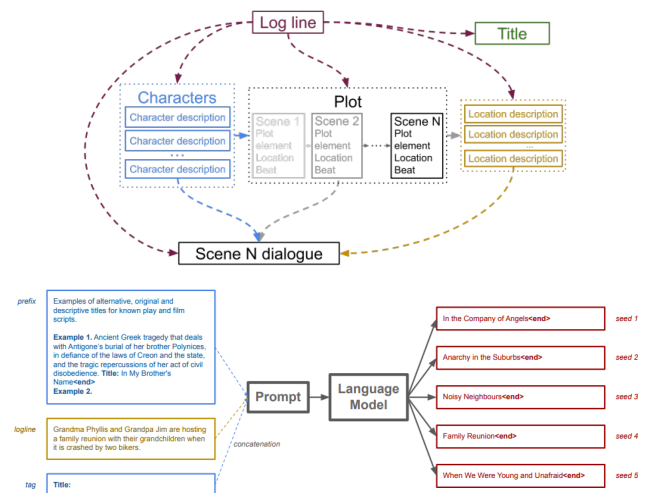 Log line
Title
Characters
Character description
Character description
...
Character description
Plot
Scene 1
Plot
element
Location
Beat
Scene 2
Plot
element
Location
Beat
Scene N
Plot
element
Location
Beat
Location description
Location description
...
Location description
Scene N dialogue
prefix
Examples of alternative, original and
descriptive titles for known play and film
scripts.
Example 1. Ancient Greek tragedy that deals
with Antigone's burial of her brother Polynices,
in defiance of the laws of Creon and the state,
and the tragic repercussions of her act of civil
disobedience. Title: In My Brother's
Name<end>
Example 2.
logline
Grandma Phyllis and Grandpa Jim are hosting
a family reunion with their grandchildren when
it is crashed by two bikers.
tag
Title:
concatenation
Prompt
Language
Model
In the Company of Angels<end>
seed 1
Anarchy in the Suburbs<end>
seed 2
Noisy Neighbours<end>
seed 3
Family Reunion<end>
seed 4
When We Were Young and Unafraid<end>
seed 5